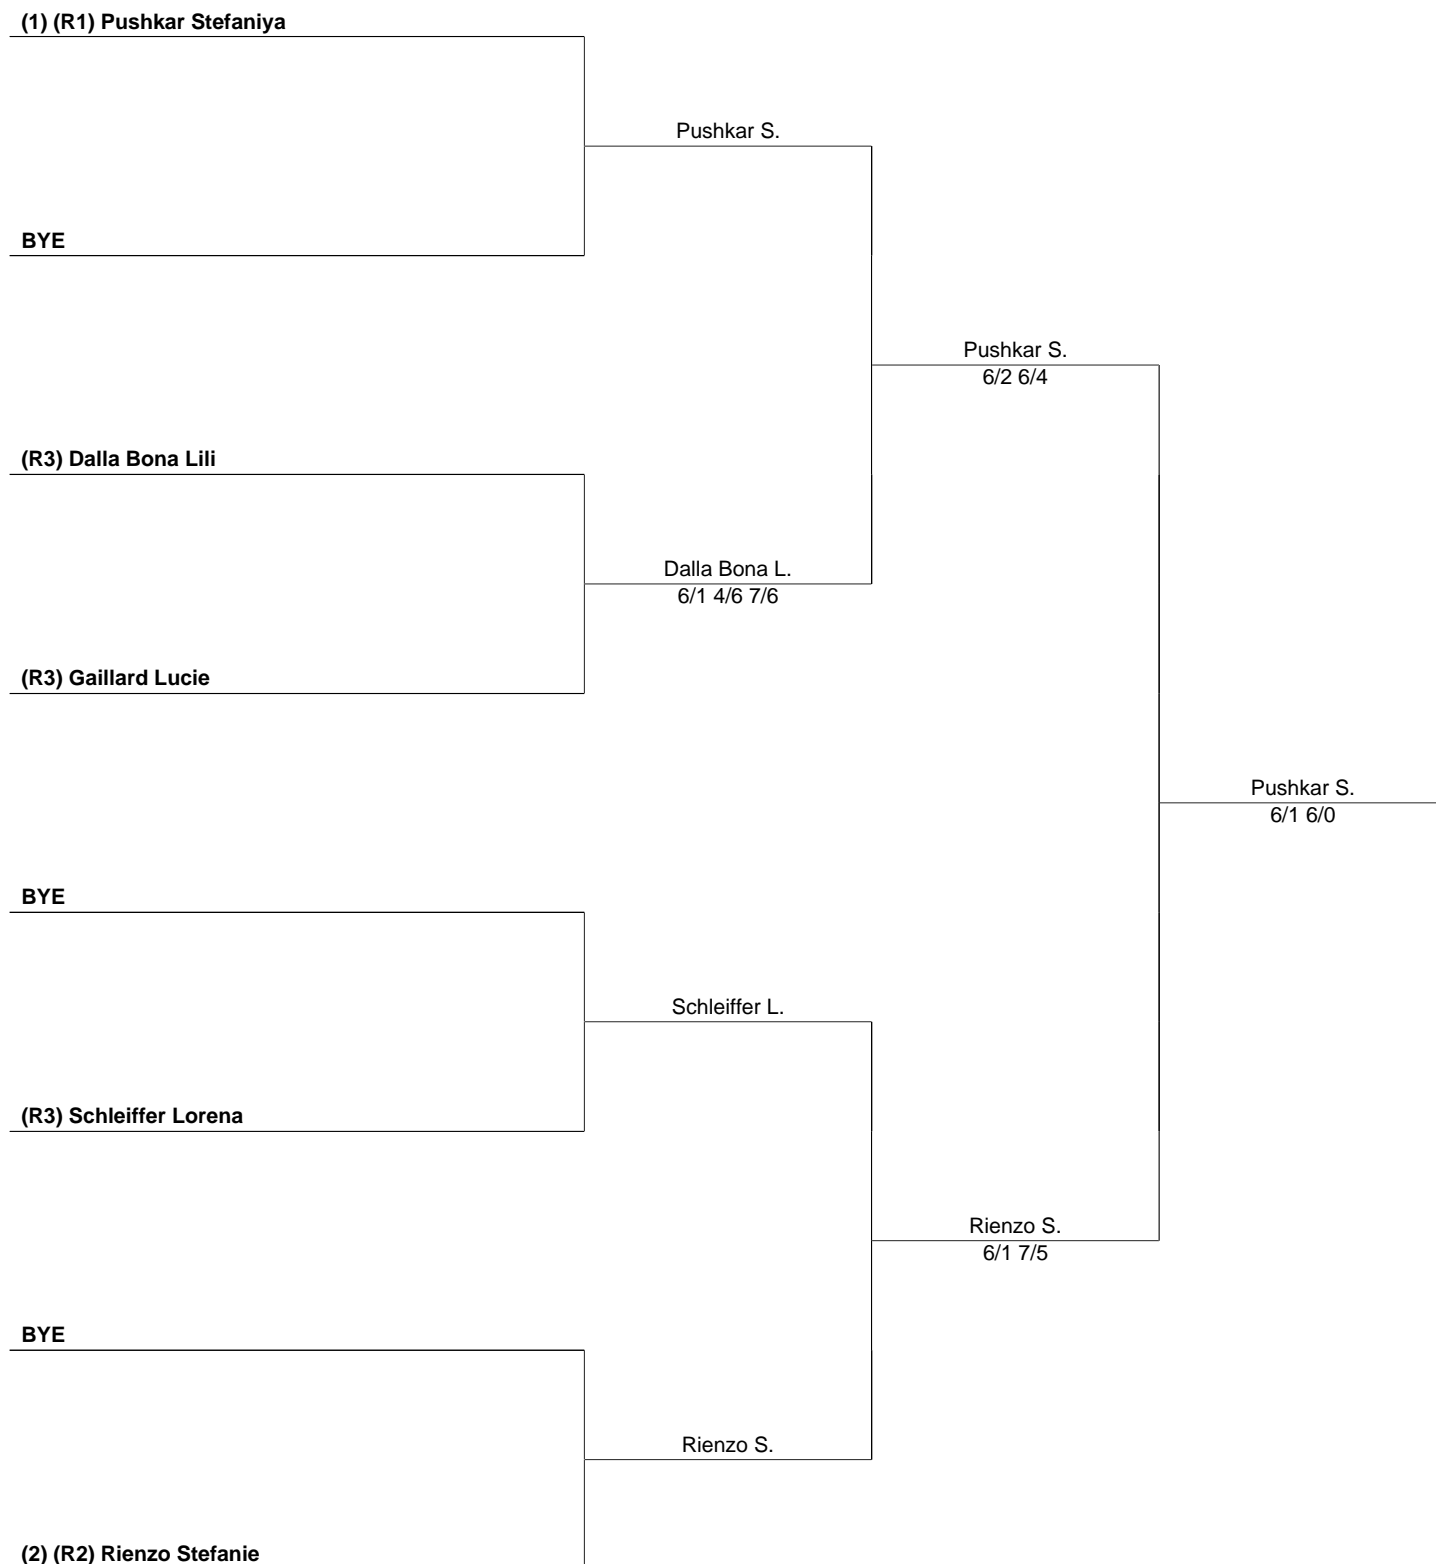 (1) (R1) Pushkar Stefaniya
Pushkar S.
BYE
Pushkar S.
6/2 6/4
(R3) Dalla Bona Lili
Dalla Bona L.
6/1 4/6 7/6
(R3) Gaillard Lucie
Pushkar S.
6/1 6/0
BYE
Schleiffer L.
(R3) Schleiffer Lorena
Rienzo S.
6/1 7/5
BYE
Rienzo S.
(2) (R2) Rienzo Stefanie